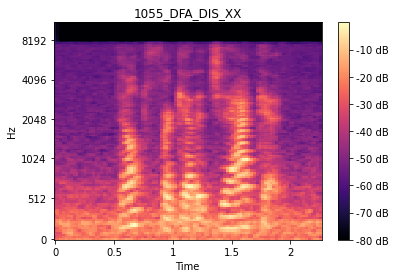 1055_DFA_DIS_XX
8192
4096
2048
1024
512
0
Hz
0
0.5
1
1.5
2
Time
-10 dB
-20 dB
-30 dB
-40 dB
-50 dB
-60 dB
-70 dB
-80 dB